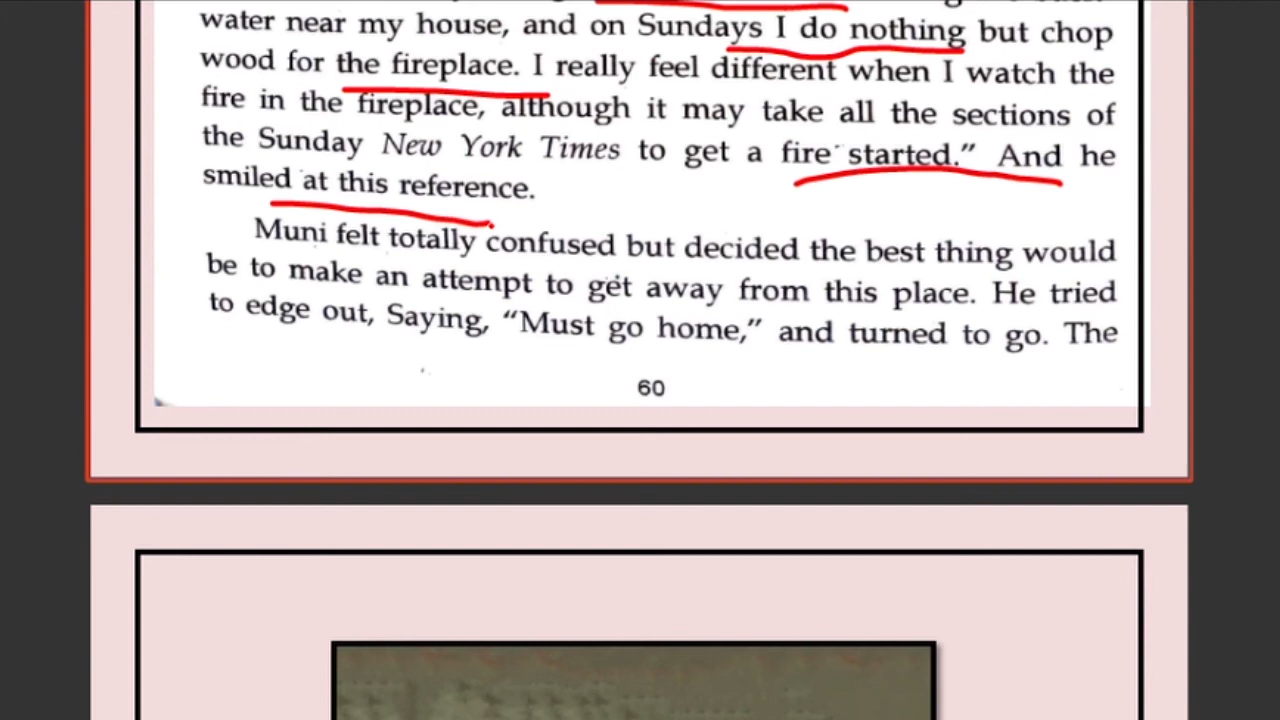 water near my house, and on Sundays I do nothing but chop
wood for the fireplace. I really feel different when I watch the
fire in the fireplace, although it may take all the sections of
the Sunday New York Times to get a fire started.” And he
smiled at this reference.
Muni felt totally confused but decided the best thing would
be to make an attempt to get away from this place. He tried
to edge out, Saying, “Must go home,” and turned to go. The
60